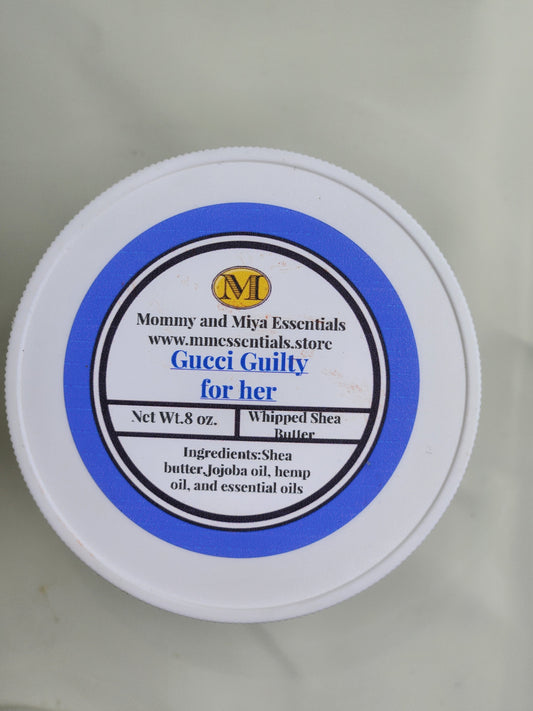 M
Mommy and Miya Essentials
www.mmessentials.store
Gucci Guilty
for her
Net Wt.8 oz.
Whipped Shea
Butter
Ingredients:Shea
butter,Jojoba oil, hemp
oil, and essential oils